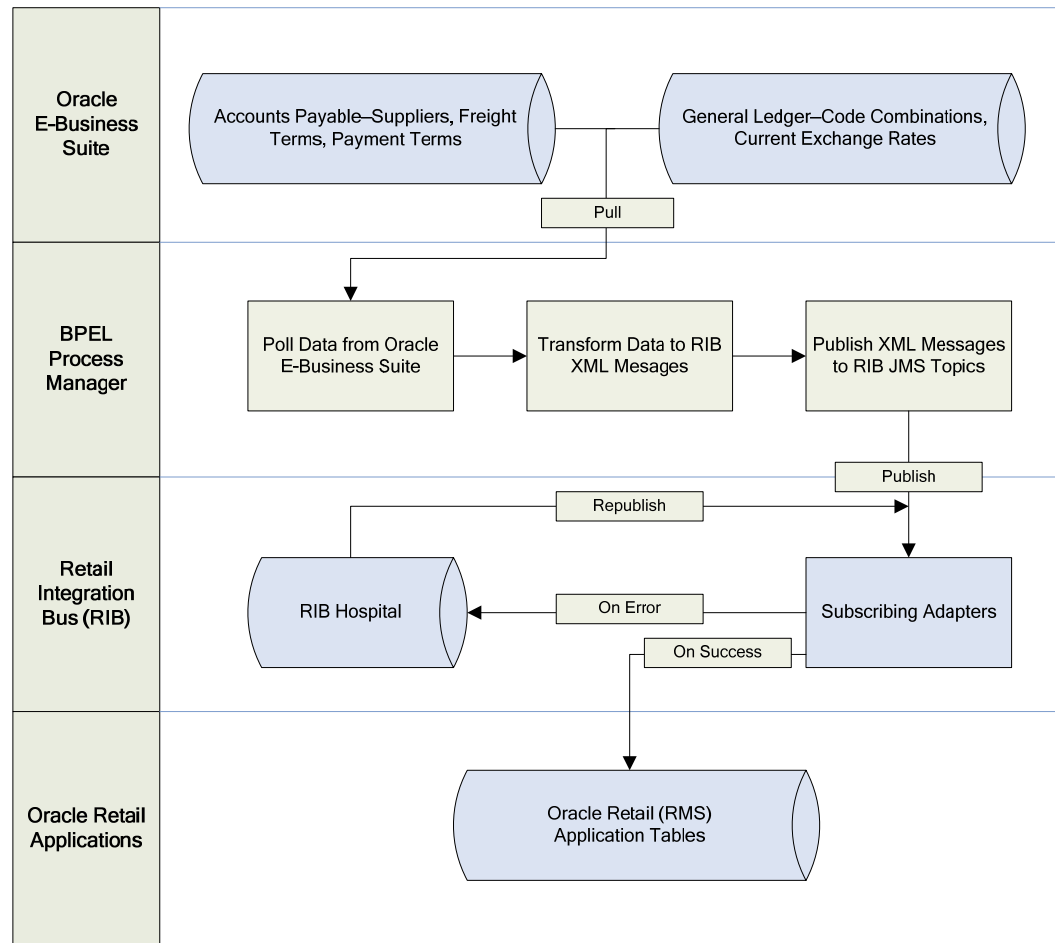 Oracle
E-Business
Suite
Accounts Payable–Suppliers, Freight
Terms, Payment Terms
General Ledger–Code Combinations,
Current Exchange Rates
Pull
BPEL
Process
Manager
Poll Data from Oracle
E-Business Suite
Transform Data to RIB
XML Mesages
Publish XML Messages
to RIB JMS Topics
Publish
Retail
Integration
Bus (RIB)
Republish
RIB Hospital
On Error
Subscribing Adapters
On Success
Oracle Retail
Applications
Oracle Retail (RMS)
Application Tables